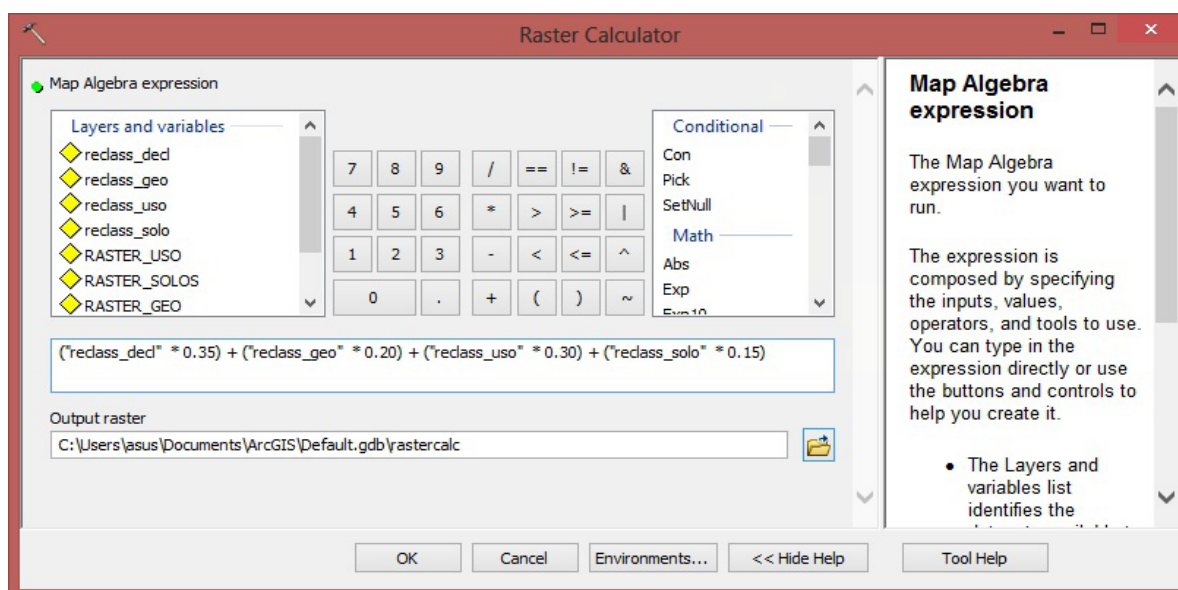 Raster Calculator
Map Algebra expression
Layers and variables
reclass_decl
reclass_geo
reclass_uso
reclass_solo
RASTER_USO
RASTER_SOLOS
RASTER_GEO
7 8 9 / == != &
4 5 6 * > >= |
1 2 3 - < <= ^
0 . + ( ) ~
Conditional
Con
Pick
SetNull
Math
Abs
Exp
Exp10
("reclass_decl" * 0.35) + ("reclass_geo" * 0.20) + ("reclass_uso" * 0.30) + ("reclass_solo" * 0.15)
Output raster
C:\Users\asus\Documents\ArcGIS\Default.gdb\rastercalc
OK Cancel Environments... << Hide Help Tool Help
Map Algebra
expression
The Map Algebra
expression you want to
run.
The expression is
composed by specifying
the inputs, values,
operators, and tools to use.
You can type in the
expression directly or use
the buttons and controls to
help you create it.
• The Layers and
variables list
identifies the